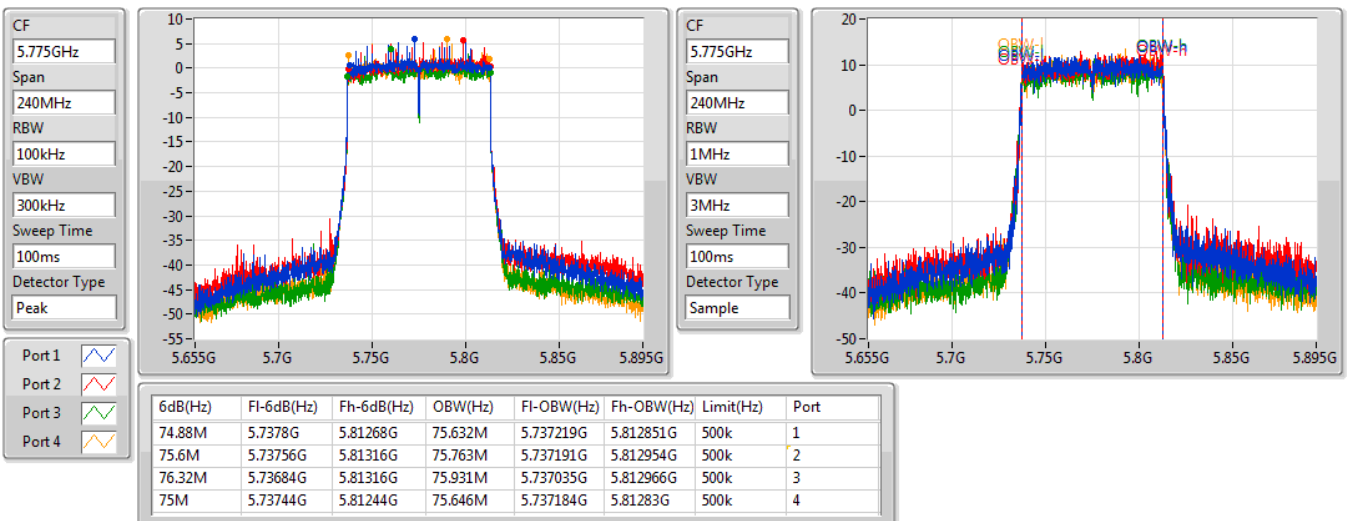 CF
5.775GHz
Span
240MHz
RBW
100kHz
VBW
300kHz
Sweep Time
100ms
Detector Type
Peak
10
5
0
-5
-10
-15
-20
-25
-30
-35
-40
-45
-50
-55
5.655G 5.7G 5.75G 5.8G 5.85G 5.895G
CF
5.775GHz
Span
240MHz
RBW
1MHz
VBW
3MHz
Sweep Time
100ms
Detector Type
Sample
20
10
0
-10
-20
-30
-40
-50
OBW-l OBW-h
5.655G 5.7G 5.75G 5.8G 5.85G 5.895G
Port 1
Port 2
Port 3
Port 4
6dB(Hz) Fl-6dB(Hz) Fh-6dB(Hz) OBW(Hz) Fl-OBW(Hz) Fh-OBW(Hz) Limit(Hz) Port
74.88M 5.7378G 5.81268G 75.632M 5.737219G 5.812851G 500k 1
75.6M 5.73756G 5.81316G 75.763M 5.737191G 5.812954G 500k 2
76.32M 5.73684G 5.81316G 75.931M 5.737035G 5.812966G 500k 3
75M 5.73744G 5.81244G 75.646M 5.737184G 5.81283G 500k 4